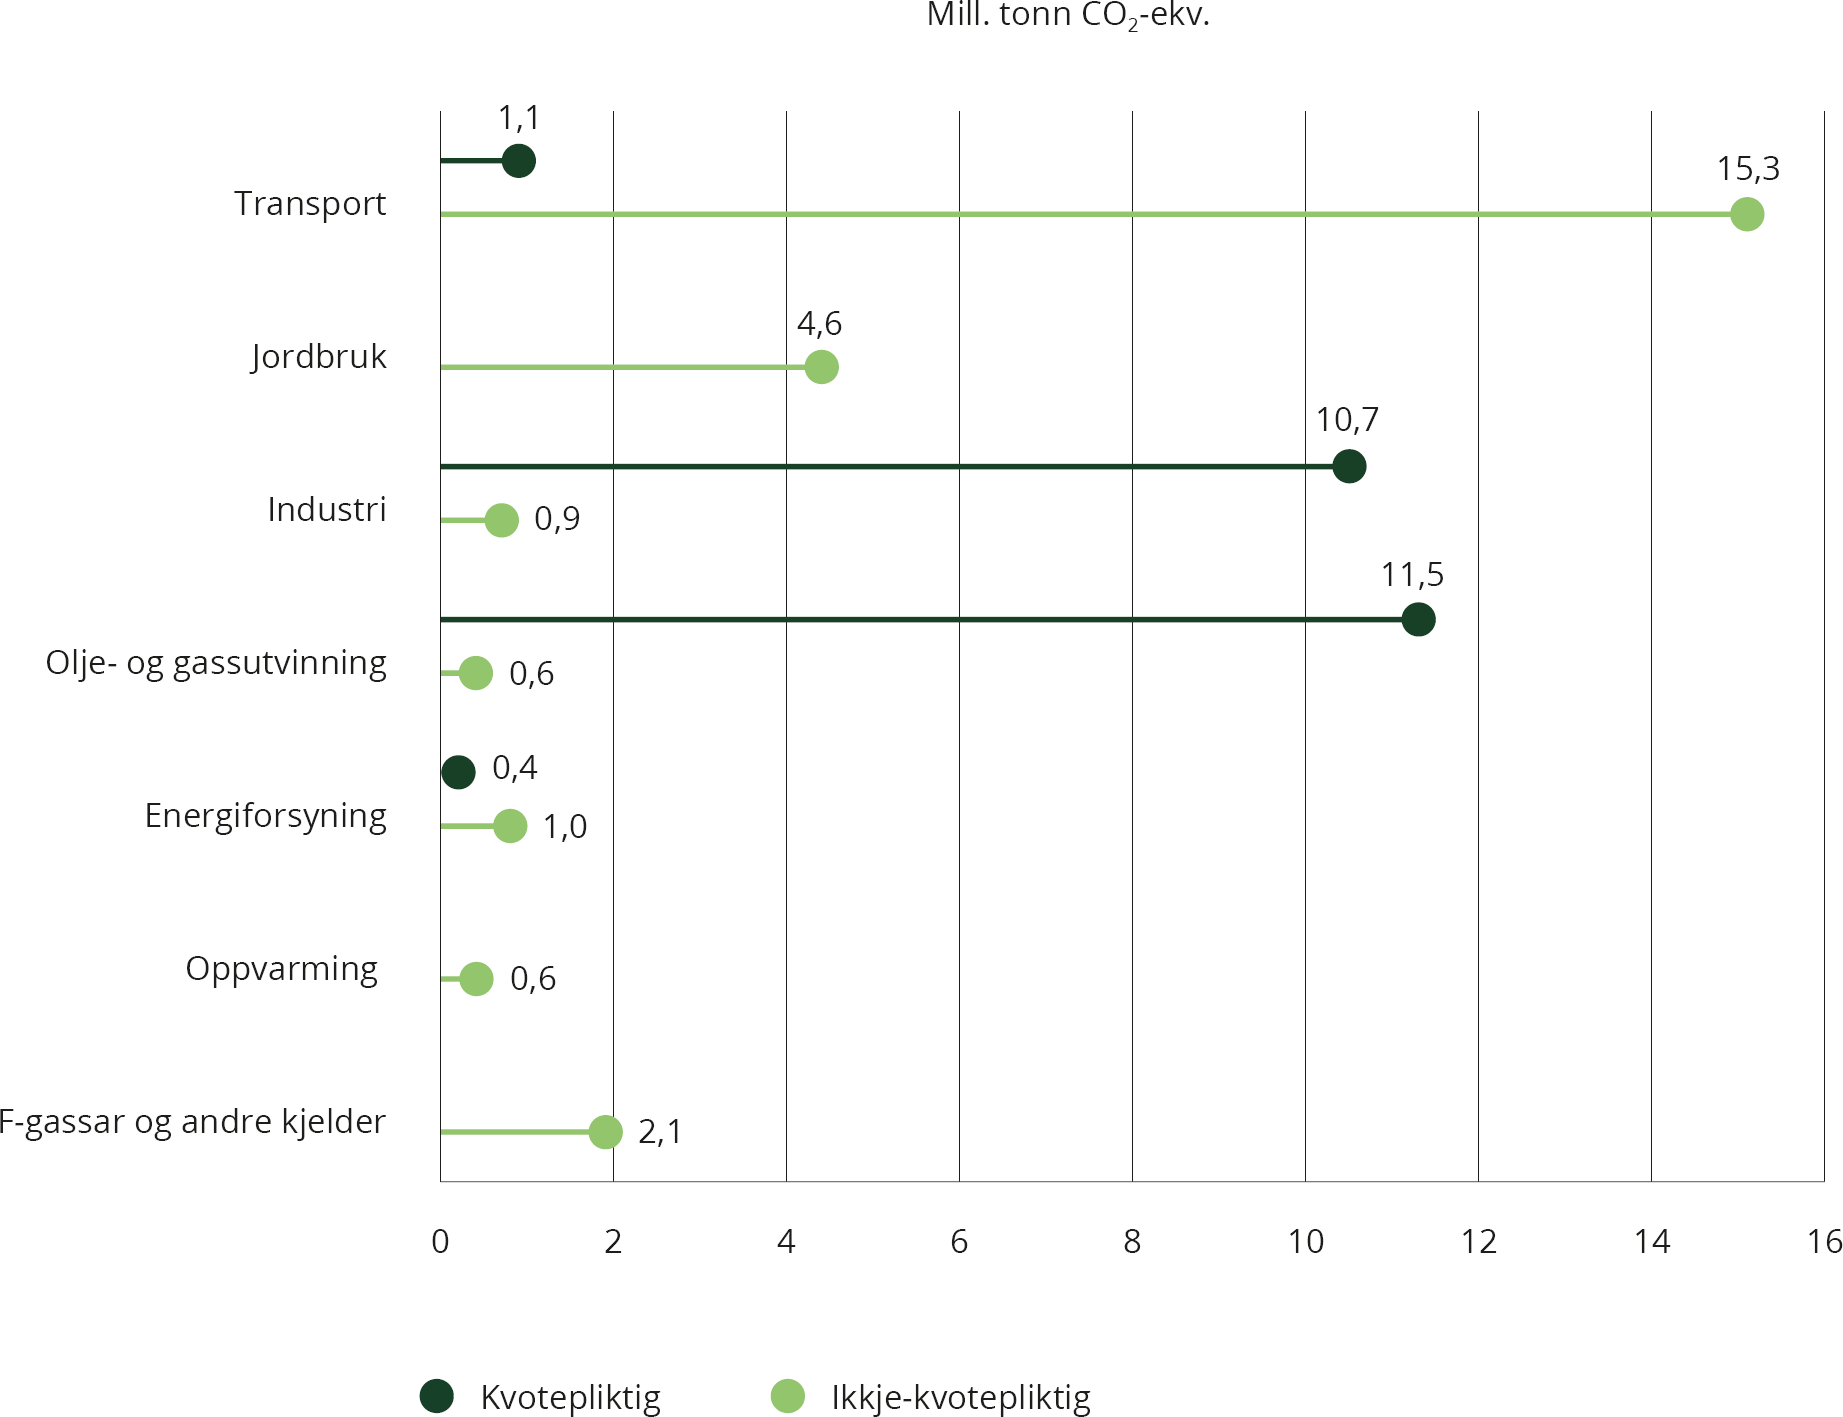 Mill. tonn CO₂-ekv.
1,1
15,3
Transport
4,6
Jordbruk
10,7
Industri
0,9
11,5
Olje- og gassutvinning
0,6
0,4
Energiforsyning
1,0
Oppvarming
0,6
F-gassar og andre kjelder
2,1
0 2 4 6 8 10 12 14 16
Kvotepliktig Ikkje-kvotepliktig